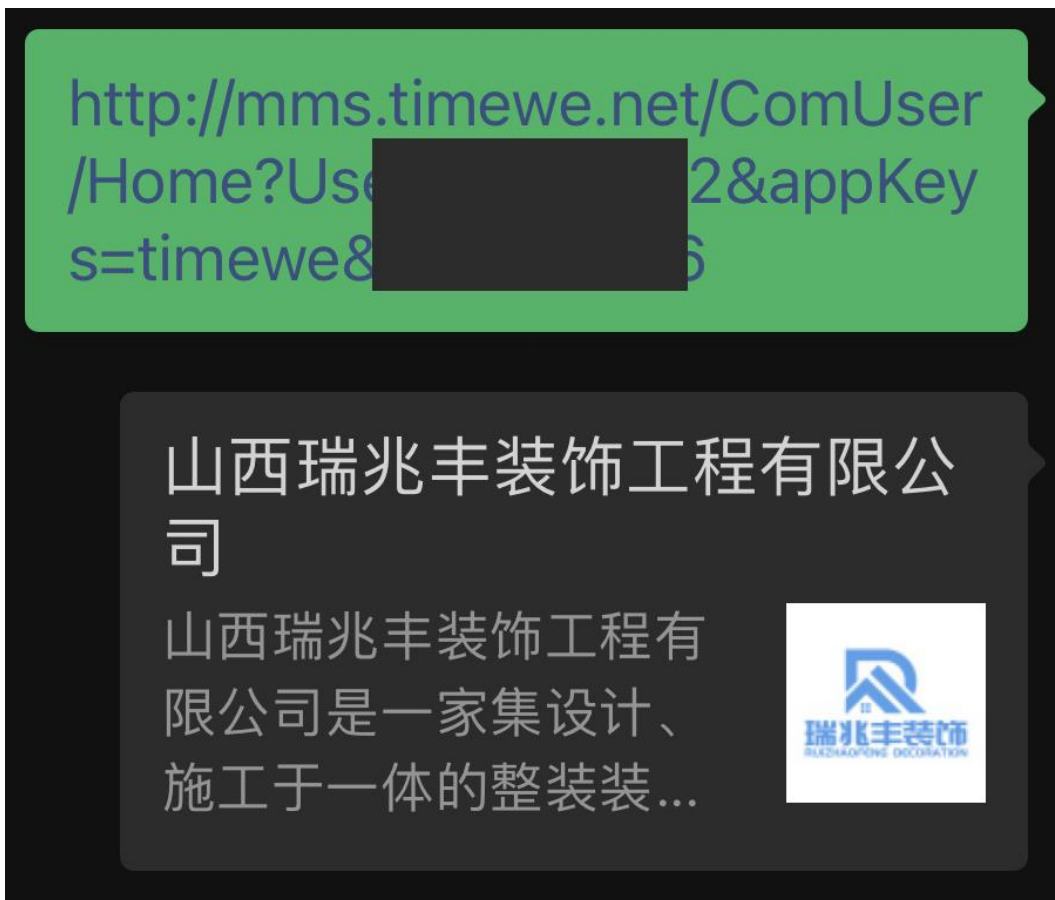 http://mms.timewe.net/ComUser
/Home?Use 2&appKey
s=timewe& 6
山西瑞兆丰装饰工程有限公
司
山西瑞兆丰装饰工程有
限公司是一家集设计、
施工于一体的整装装...
瑞兆丰装饰
RUIZHAOFENG DECORATION